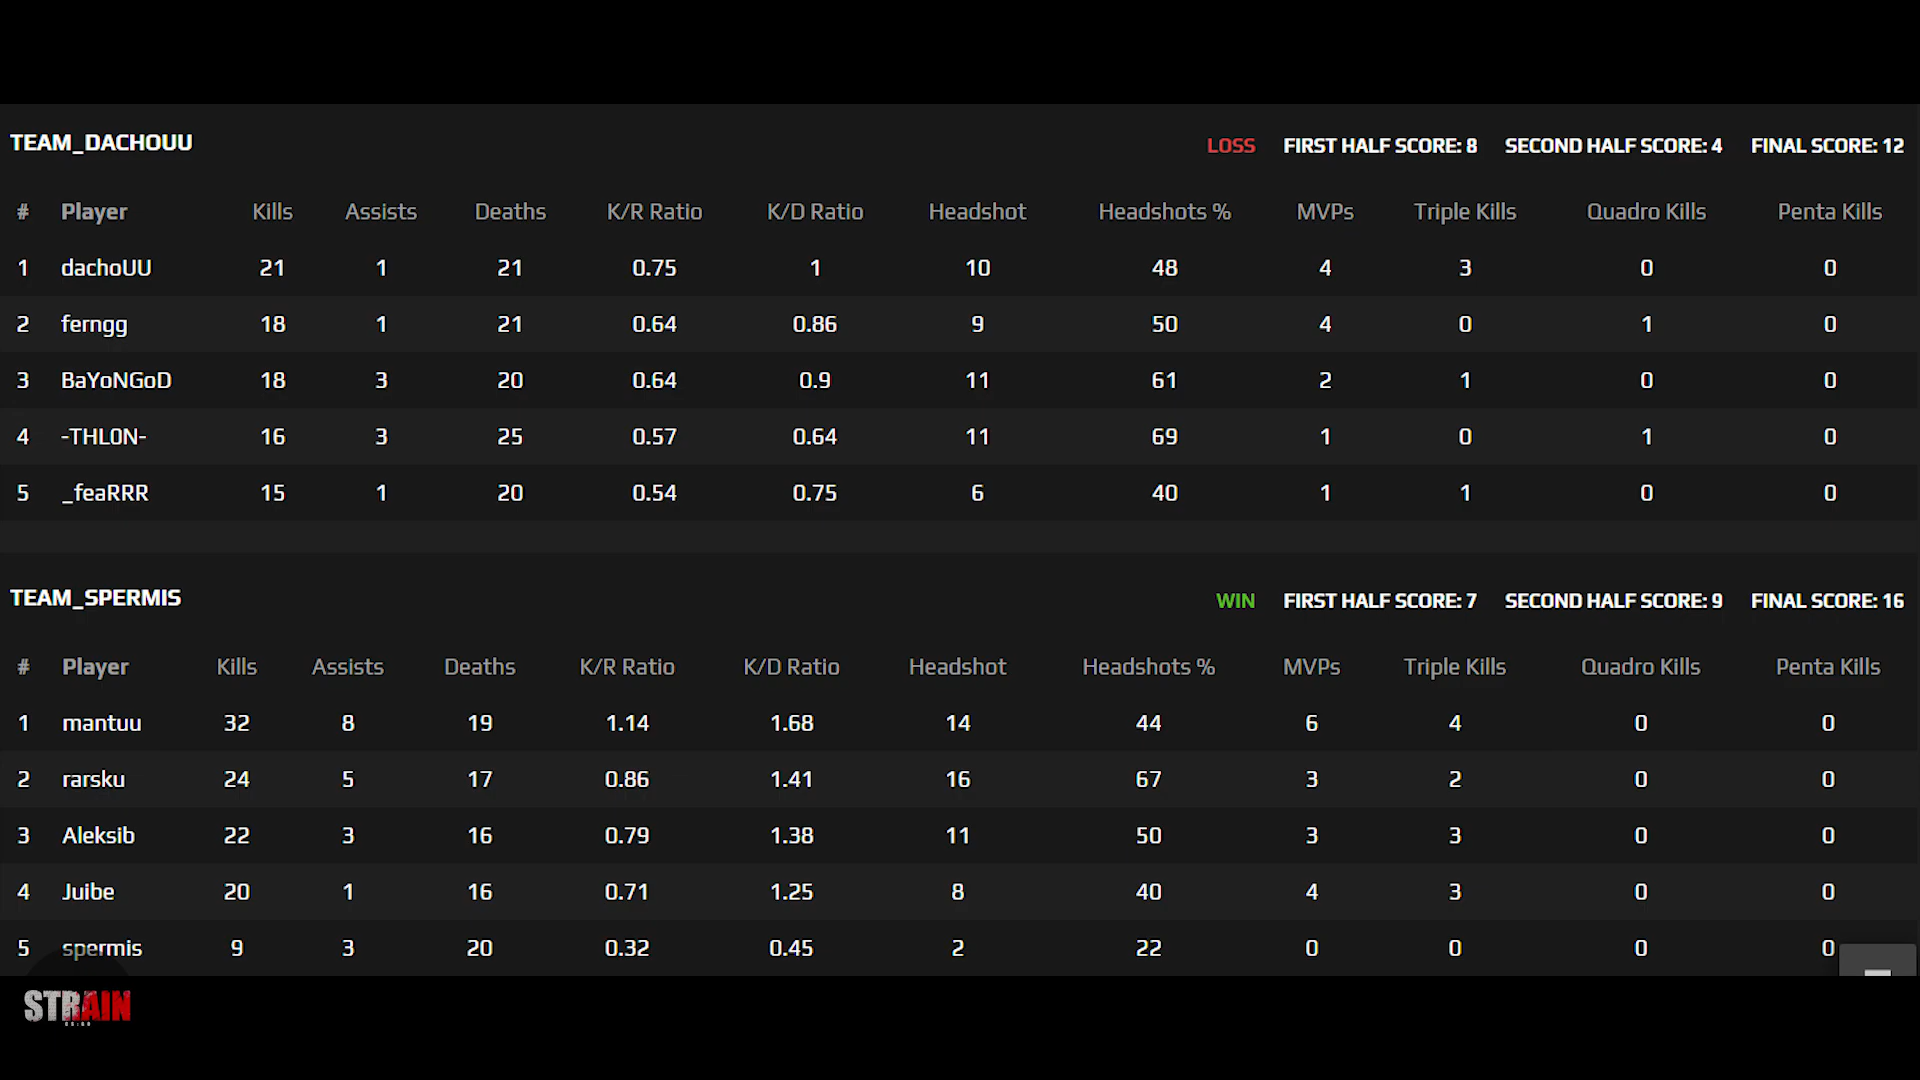 TEAM_DACHOUU LOSS FIRST HALF SCORE: 8 SECOND HALF SCORE: 4 FINAL SCORE: 12
# Player Kills Assists Deaths K/R Ratio K/D Ratio Headshot Headshots % MVPs Triple Kills Quadro Kills Penta Kills
1 dachoUU 21 1 21 0.75 1 10 48 4 3 0 0
2 ferngg 18 1 21 0.64 0.86 9 50 4 0 1 0
3 BaYoNGoD 18 3 20 0.64 0.9 11 61 2 1 0 0
4 -THL0N- 16 3 25 0.57 0.64 11 69 1 0 1 0
5 _feaRRR 15 1 20 0.54 0.75 6 40 1 1 0 0
TEAM_SPERMIS WIN FIRST HALF SCORE: 7 SECOND HALF SCORE: 9 FINAL SCORE: 16
# Player Kills Assists Deaths K/R Ratio K/D Ratio Headshot Headshots % MVPs Triple Kills Quadro Kills Penta Kills
1 mantuu 32 8 19 1.14 1.68 14 44 6 4 0 0
2 rarsku 24 5 17 0.86 1.41 16 67 3 2 0 0
3 Aleksib 22 3 16 0.79 1.38 11 50 3 3 0 0
4 Juibe 20 1 16 0.71 1.25 8 40 4 3 0 0
5 spermis 9 3 20 0.32 0.45 2 22 0 0 0 0
STRAIN